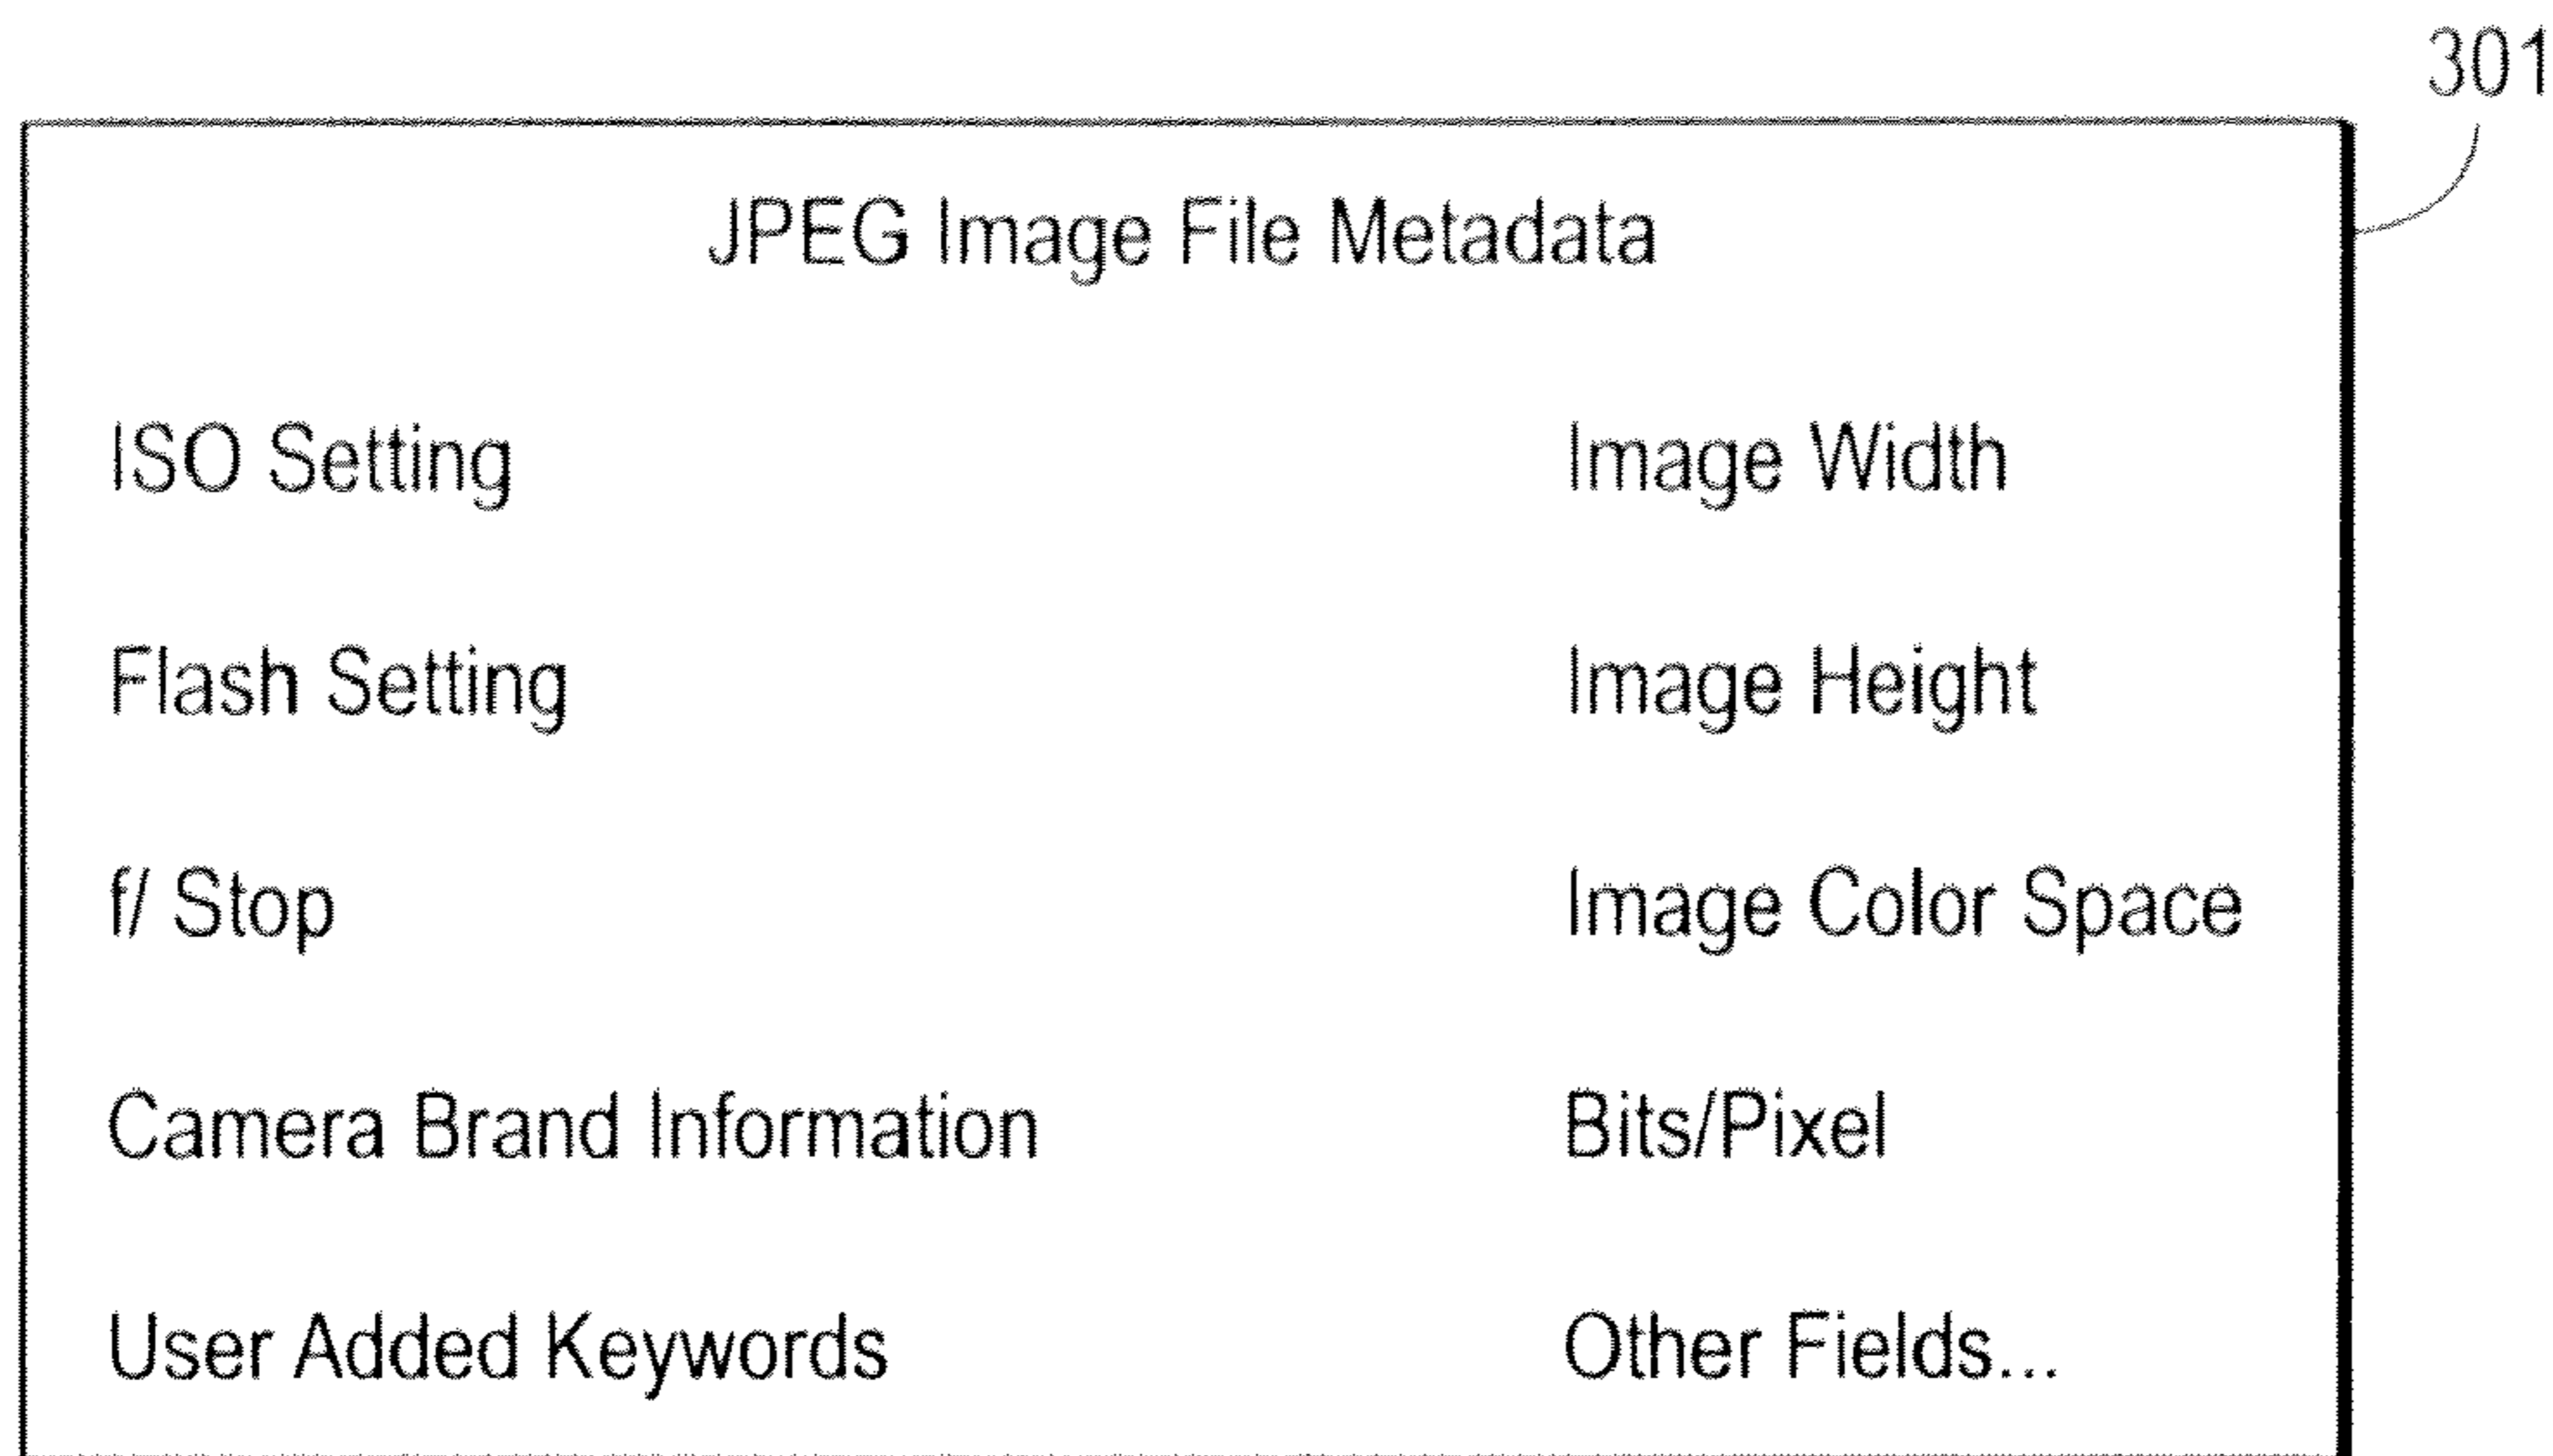 301
JPEG Image File Metadata
ISO Setting Image Width
Flash Setting Image Height
f/ Stop Image Color Space
Camera Brand Information Bits/Pixel
User Added Keywords Other Fields...